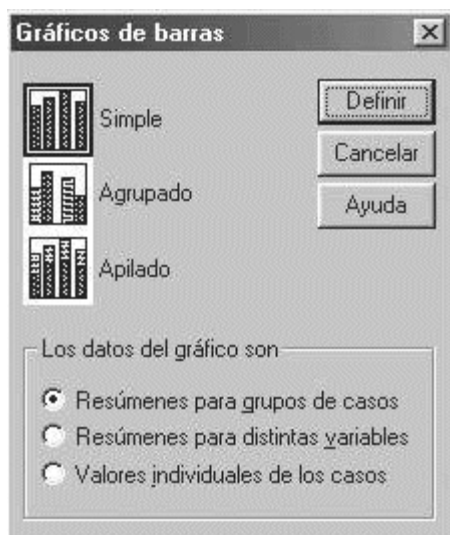 Gráficos de barras
Simple
Agrupado
Apilado
Definir
Cancelar
Ayuda
Los datos del gráfico son
Resúmenes para grupos de casos
Resúmenes para distintas variables
Valores individuales de los casos